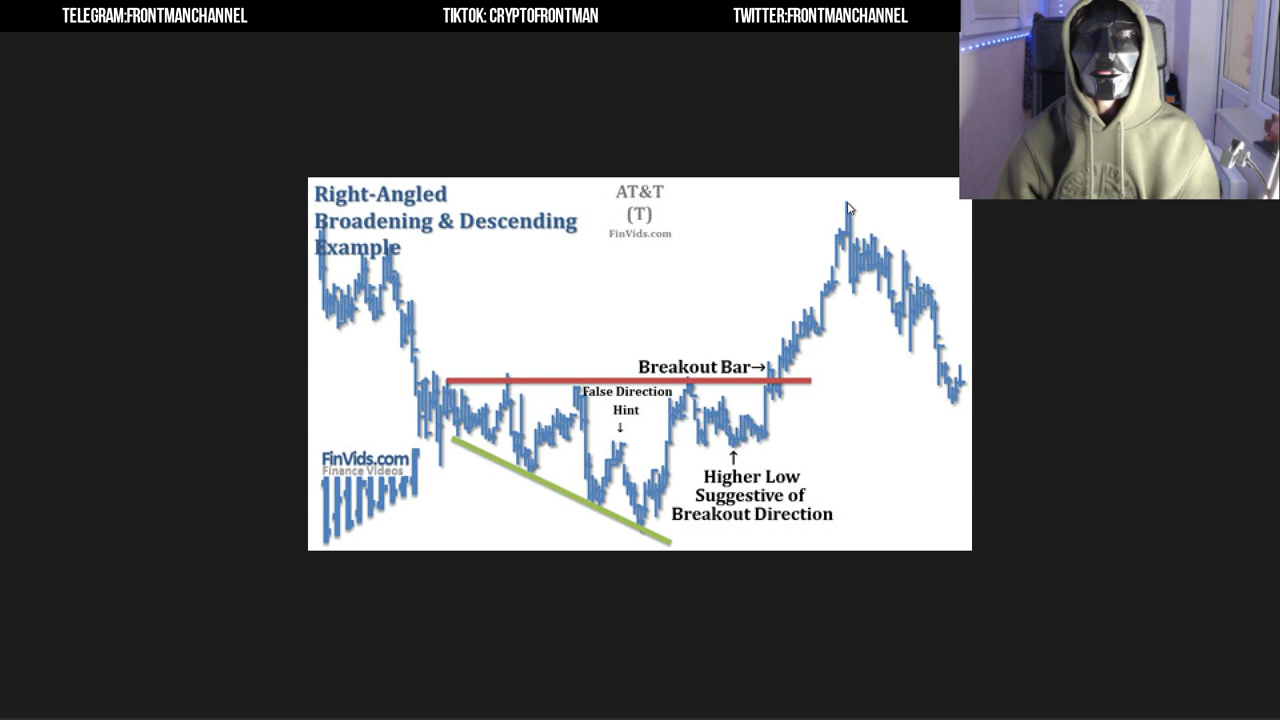 TELEGRAM:FRONTMANCHANNEL
TIKTOK: CRYPTOFRONTMAN
TWITTER:FRONTMANCHANNEL
Right-Angled
Broadening & Descending
Example
AT&T
(T)
FinVids.com
Breakout Bar→
False Direction
Hint
↓
↑
Higher Low
Suggestive of
Breakout Direction
FinVids.com
Finance Videos